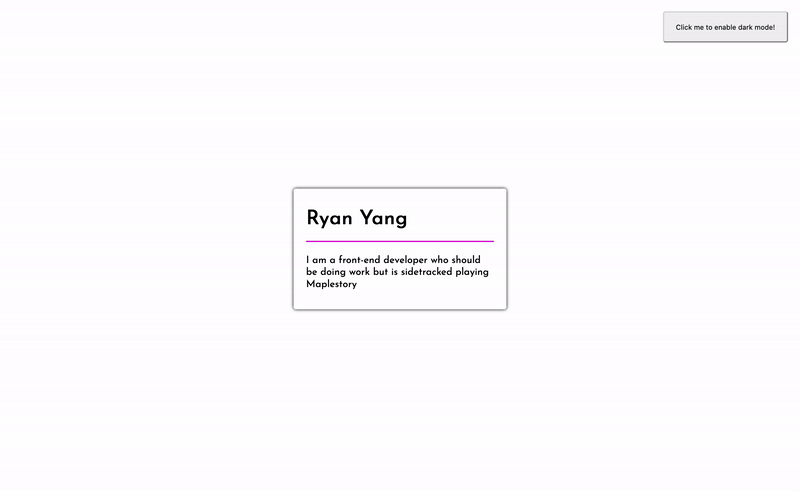 Click me to enable dark mode!
Ryan Yang
I am a front-end developer who should
be doing work but is sidetracked playing
Maplestory